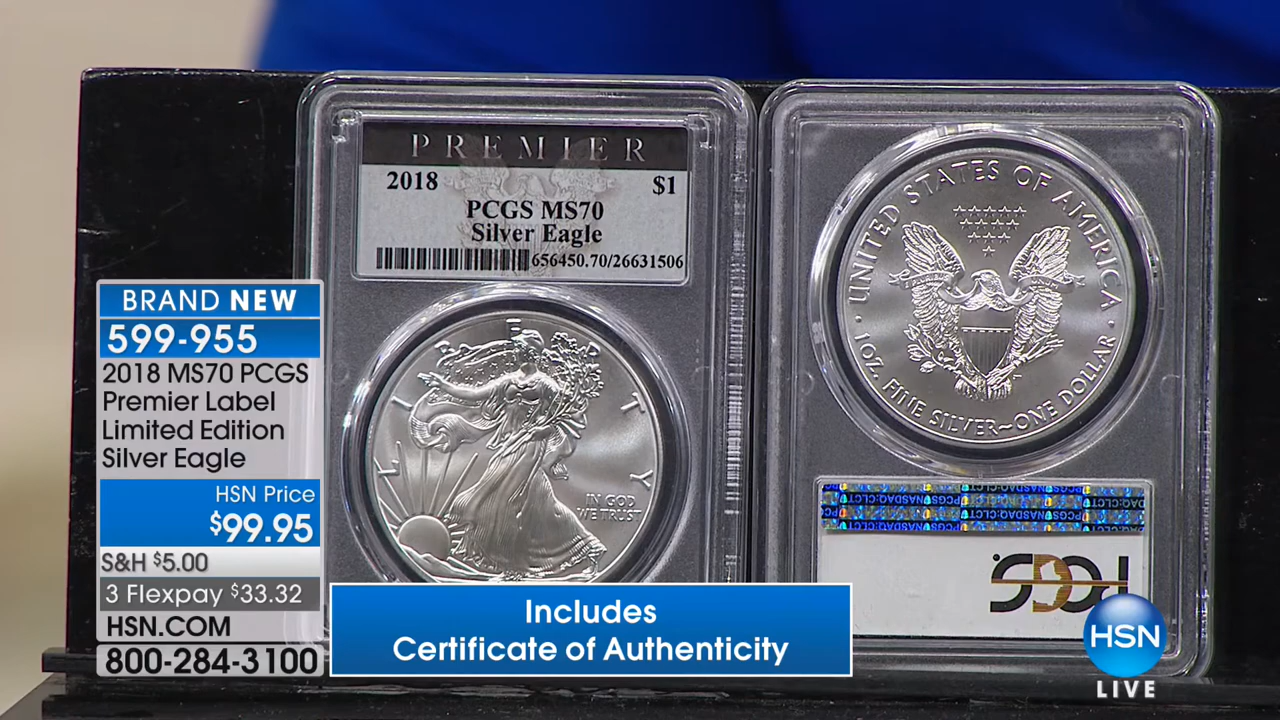 PREMIER
2018 $1
PCGS MS70
Silver Eagle
656450.70/26631506
LIBERTY
IN GOD
WE TRUST
UNITED STATES OF AMERICA
1 OZ. FINE SILVER~ONE DOLLAR
PCGS
BRAND NEW
599-955
2018 MS70 PCGS
Premier Label
Limited Edition
Silver Eagle
HSN Price
$99.95
S&H $5.00
3 Flexpay $33.32
HSN.COM
800-284-3100
Includes
Certificate of Authenticity
HSN
LIVE